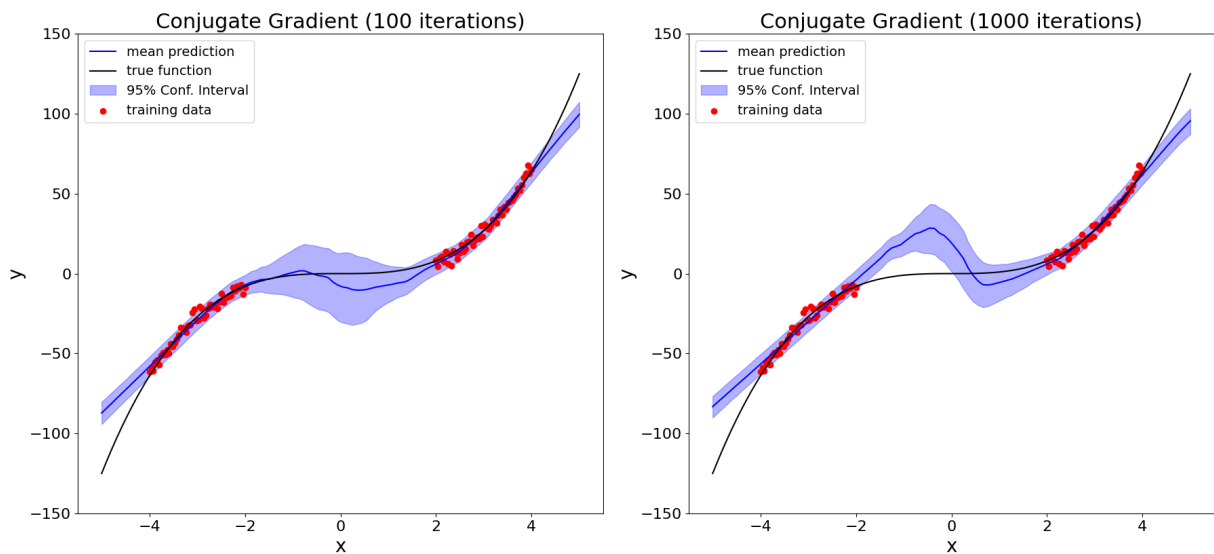 Conjugate Gradient (100 iterations)
mean prediction
true function
95% Conf. Interval
training data
150
100
50
0
−50
−100
−150
y
−4
−2
0
2
4
x
Conjugate Gradient (1000 iterations)
mean prediction
true function
95% Conf. Interval
training data
150
100
50
0
−50
−100
−150
y
−4
−2
0
2
4
x